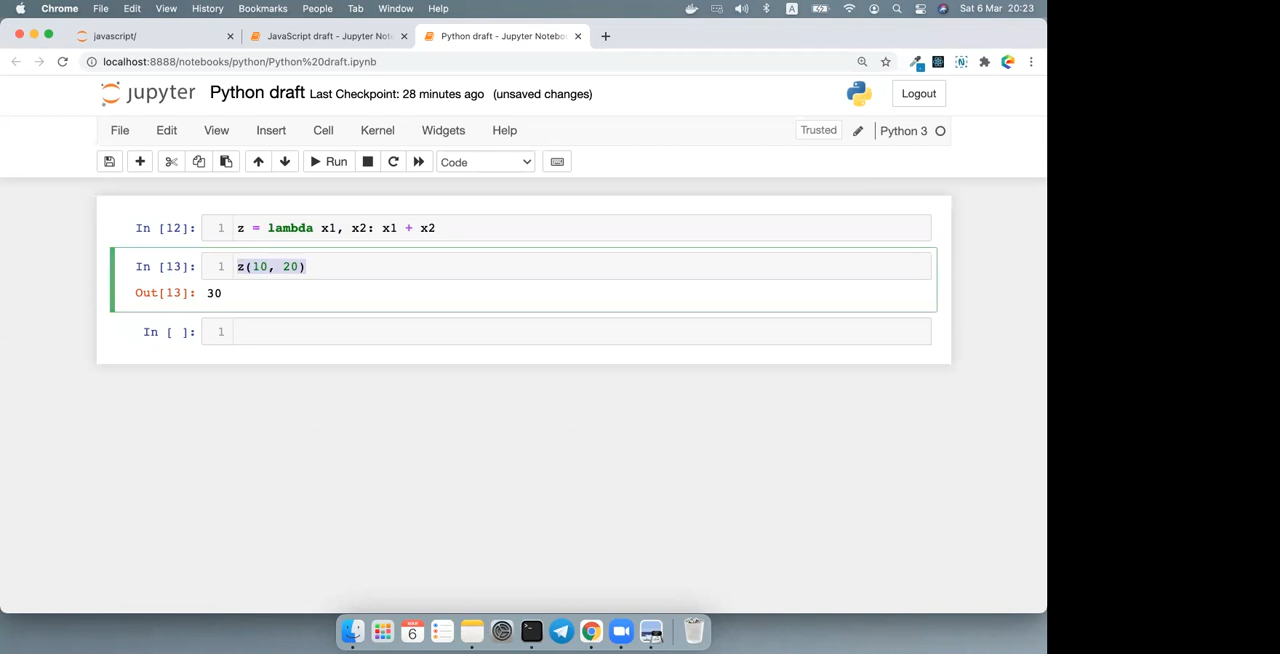 Chrome File Edit View History Bookmarks People Tab Window Help A Sat 6 Mar 20:23
javascript/ JavaScript draft - Jupyter Not Python draft - Jupyter Notebo
localhost:8888/notebooks/python/Python%20draft.ipynb
jupyter Python draft Last Checkpoint: 28 minutes ago (unsaved changes) Logout
File Edit View Insert Cell Kernel Widgets Help Trusted Python 3
Run Code
In [12]: 1 z = lambda x1, x2: x1 + x2
In [13]: 1 z(10, 20)
Out[13]: 30
In [ ]: 1
MAR
6